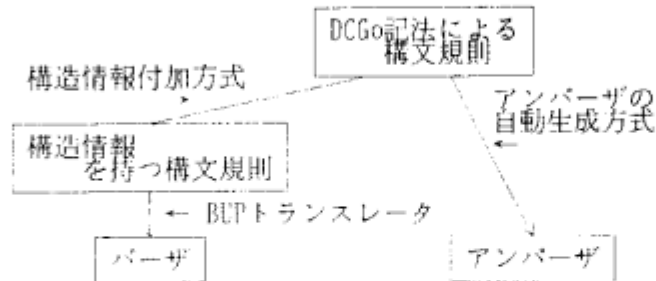 DCGo記法による
構文規則
構造情報付加方式
アンパーザの
自動生成方式
構造情報
を持つ構文規則
← BUPトランスレータ
パーザ
アンパーザ